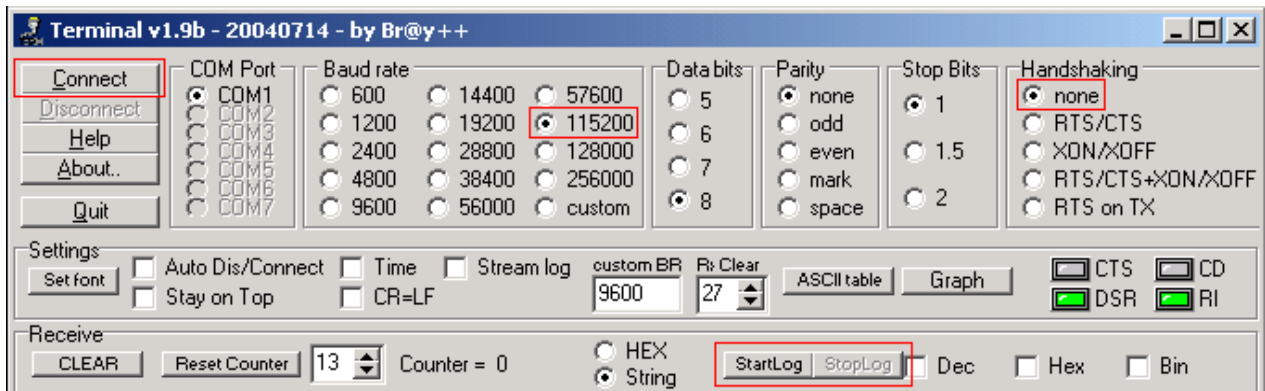 Terminal v1.9b - 20040714 - by Br@y++
Connect
Disconnect
Help
About..
Quit
COM Port
COM1
COM2
COM3
COM4
COM5
COM6
COM7
Baud rate
600 14400 57600
1200 19200 115200
2400 28800 128000
4800 38400 256000
9600 56000 custom
Data bits
5
6
7
8
Parity
none
odd
even
mark
space
Stop Bits
1
1.5
2
Handshaking
none
RTS/CTS
XON/XOFF
RTS/CTS+XON/XOFF
RTS on TX
Settings
Set font
Auto Dis/Connect Time Stream log
Stay on Top CR=LF
custom BR Rx Clear
9600 27
ASCII table Graph
CTS CD
DSR RI
Receive
CLEAR Reset Counter 13 Counter = 0
HEX
String
StartLog StopLog Dec Hex Bin